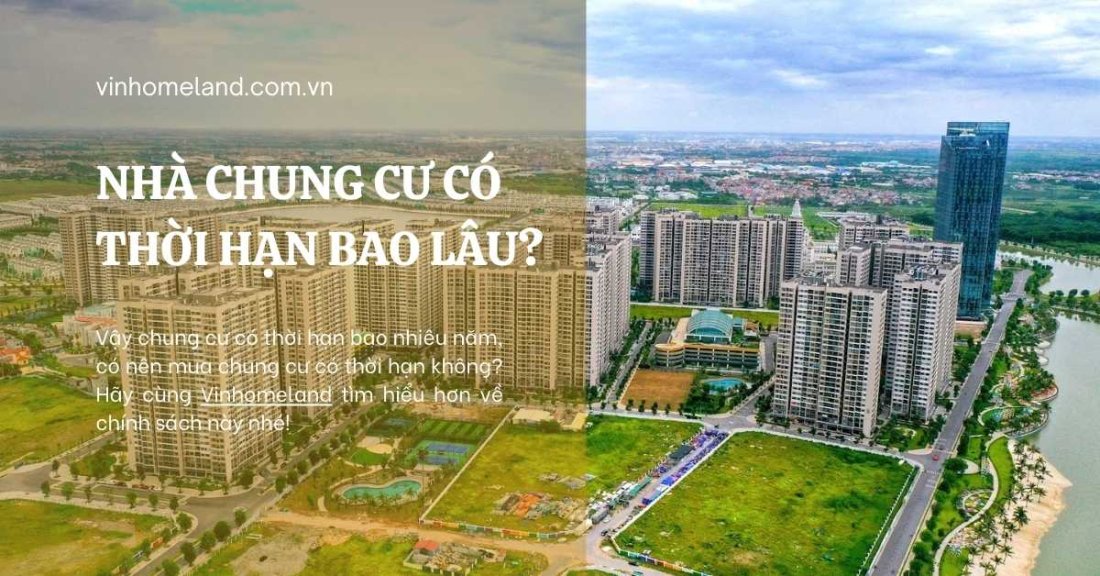 vinhomeland.com.vn
NHÀ CHUNG CƯ CÓ
THỜI HẠN BAO LÂU?
Vậy chung cư có thời hạn bao nhiêu năm,
có nên mua chung cư có thời hạn không?
Hãy cùng Vinhomeland tìm hiểu hơn về
chính sách này nhé!